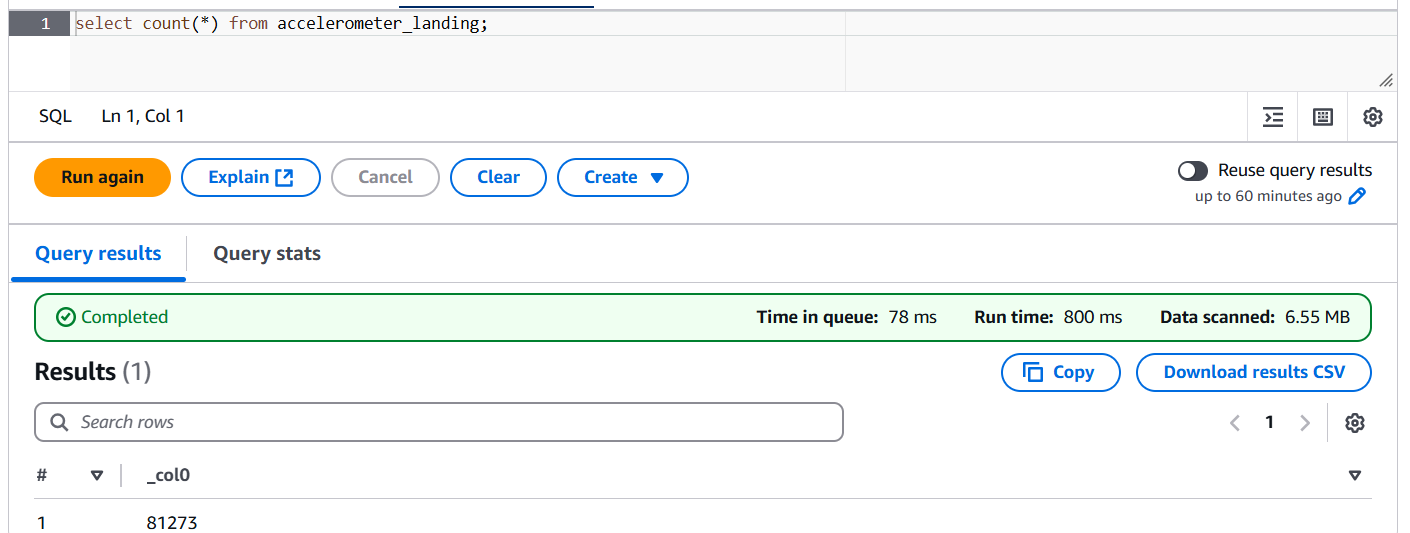 1 select count(*) from accelerometer_landing;
SQL Ln 1, Col 1
Run again Explain Cancel Clear Create Reuse query results
up to 60 minutes ago
Query results Query stats
Completed Time in queue: 78 ms Run time: 800 ms Data scanned: 6.55 MB
Results (1) Copy Download results CSV
Search rows 1
# _col0
1 81273